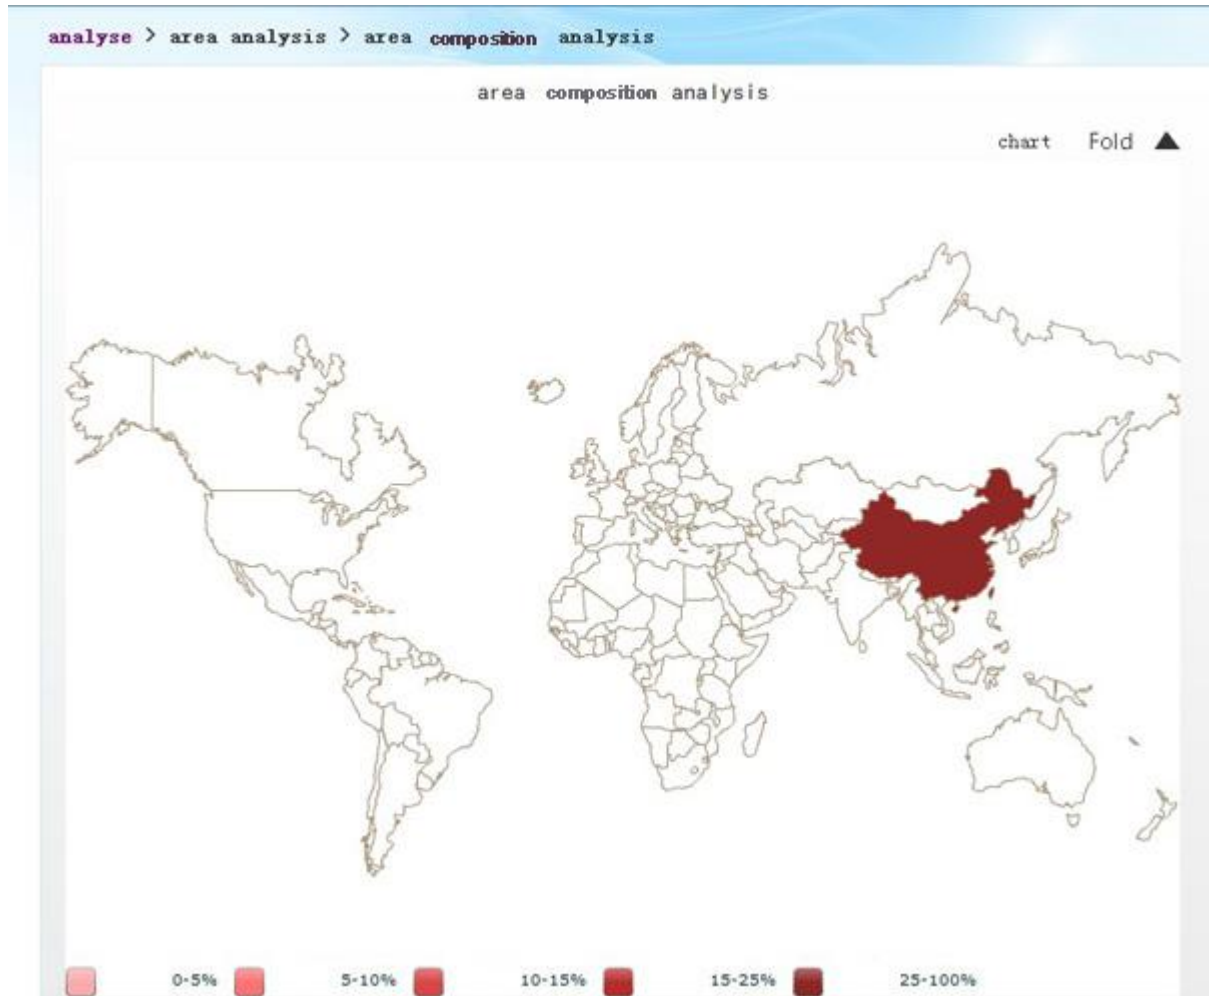 analyse > area analysis > area composition analysis
area composition analysis
chart Fold ▲
0-5% 5-10% 10-15% 15-25% 25-100%